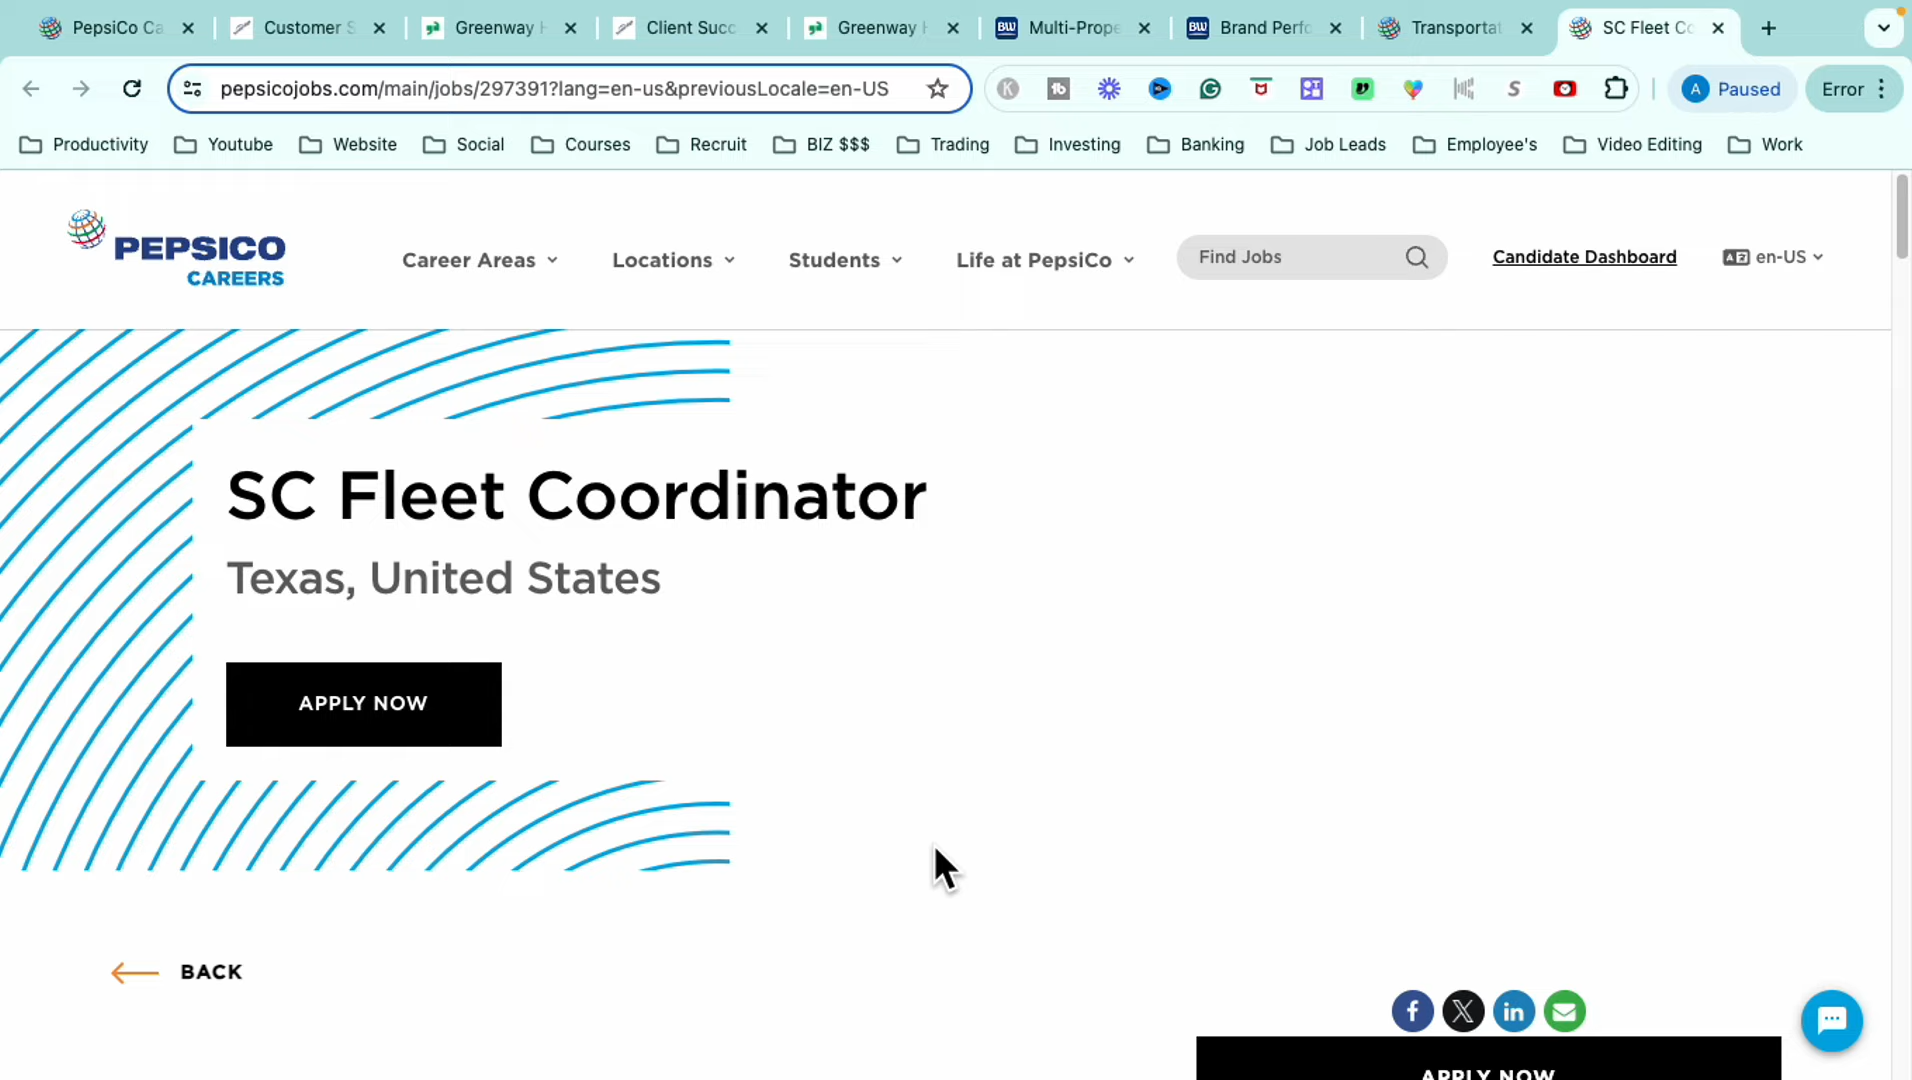 PepsiCo Ca
Customer S
Greenway H
Client Succ
Greenway H
Multi-Prope
Brand Perfo
Transportat
SC Fleet Co
pepsicojobs.com/main/jobs/297391?lang=en-us&previousLocale=en-US
A Paused
Error
Productivity
Youtube
Website
Social
Courses
Recruit
BIZ $$$
Trading
Investing
Banking
Job Leads
Employee's
Video Editing
Work
PEPSICO
CAREERS
Career Areas
Locations
Students
Life at PepsiCo
Find Jobs
Candidate Dashboard
en-US
SC Fleet Coordinator
Texas, United States
APPLY NOW
BACK
APPLY NOW